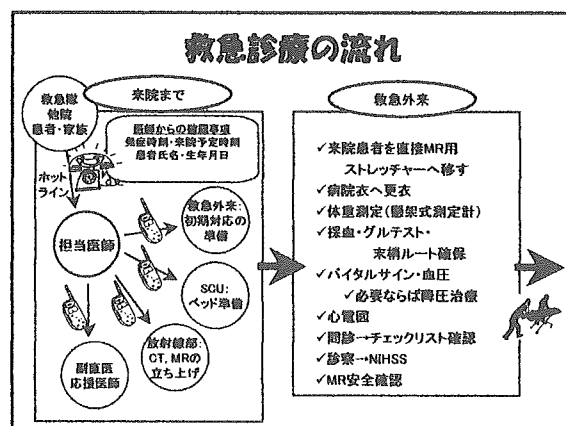 救急診療の流れ
来院まで
救急隊
他院
患者・家族
医師からの確認事項
発症時刻・来院予定時刻
患者氏名・生年月日
ホット
ライン
担当医師
救急外来:
初期対応の
準備
SCU:
ベッド準備
放射線部:
CT, MRの
立ち上げ
副直医
応援医師
救急外来
✓来院患者を直接MR用
ストレッチャーへ移す
✓病院衣へ更衣
✓体重測定(懸架式測定計)
✓採血・グルテスト・
末梢ルート確保
✓バイタルサイン・血圧
✓必要ならば降圧治療
✓心電図
✓問診→チェックリスト確認
✓診察→NIHSS
✓MR安全確認